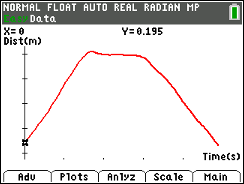 NORMAL FLOAT AUTO REAL RADIAN MP
Data
X=0 Y=0.195
Dist(m)
Time(s)
Adv Plots Anlyz Scale Main